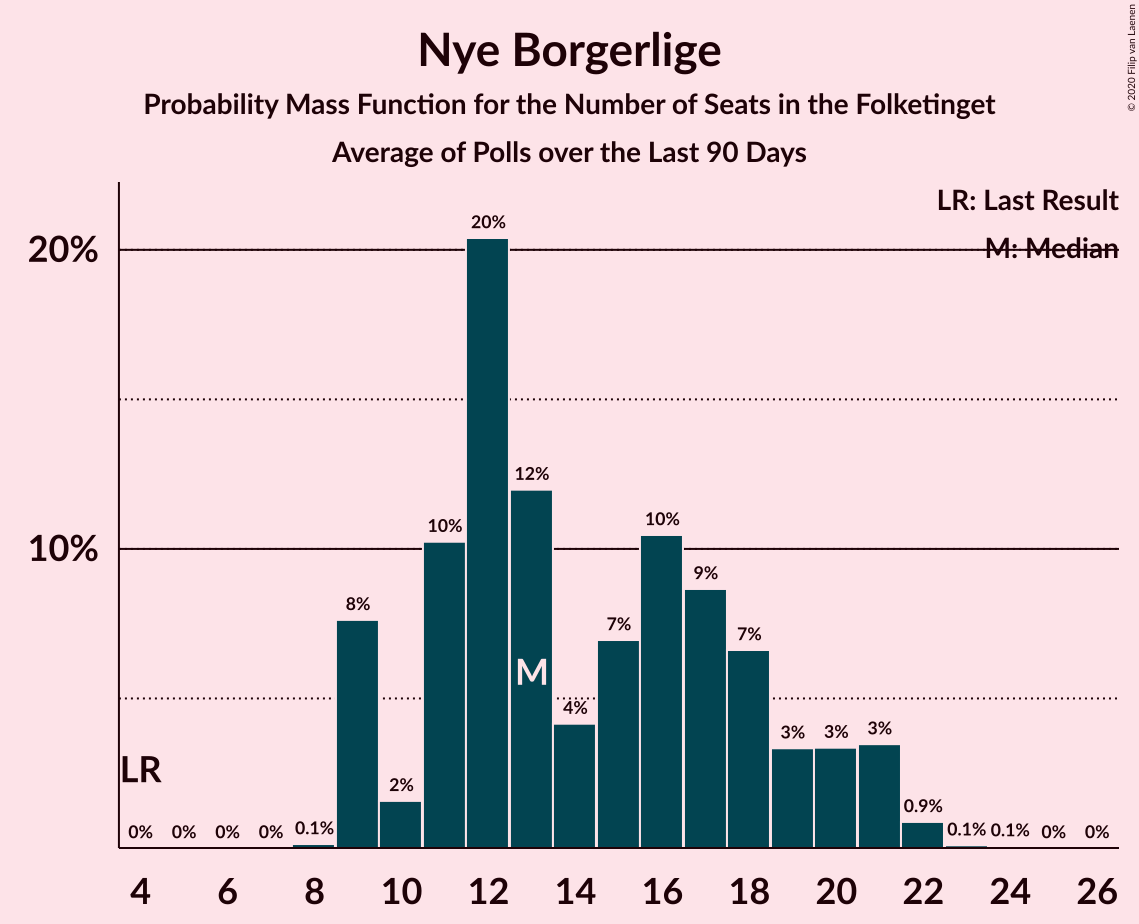 Nye Borgerlige
Probability Mass Function for the Number of Seats in the Folketinget
Average of Polls over the Last 90 Days
© 2020 Filip van Laenen
LR: Last Result
M: Median
20%
10%
20%
12%
10%
10%
9%
8%
7%
7%
4%
3%
3%
3%
2%
0.9%
0%
0%
0%
0%
0.1%
0.1%
0.1%
0%
0%
M
LR
4 6 8 10 12 14 16 18 20 22 24 26